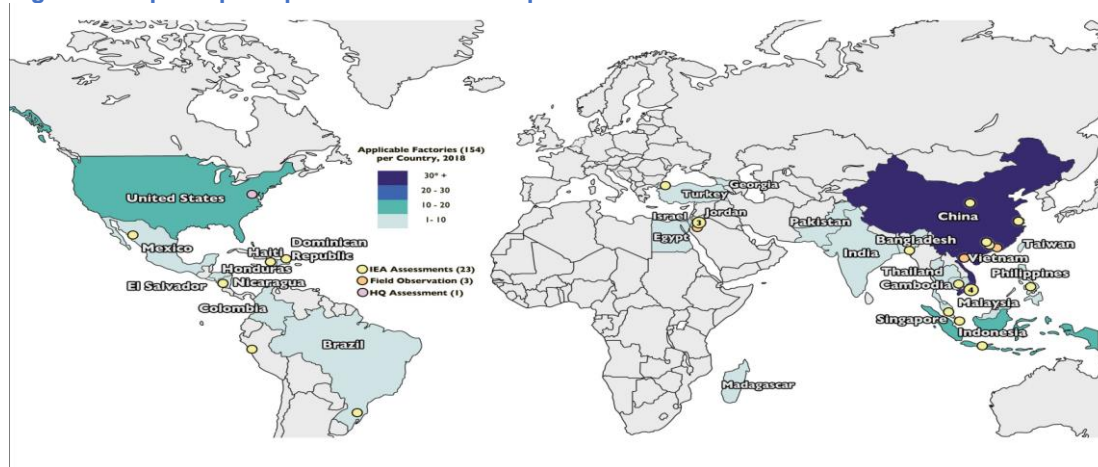 Applicable Factories (154)
per Country, 2018
30* +
20 - 30
10 - 20
1 - 10
United States
Mexico
Haiti
Dominican
Republic
Honduras
El Salvador
Nicaragua
Colombia
Brazil
IEA Assessments (23)
Field Observation (3)
HQ Assessment (1)
Georgia
Turkey
Israel
Jordan
3
Egypt
Pakistan
India
China
Bangladesh
Taiwan
Vietnam
Thailand
Philippines
Cambodia
4
Malaysia
Singapore
Indonesia
Madagascar